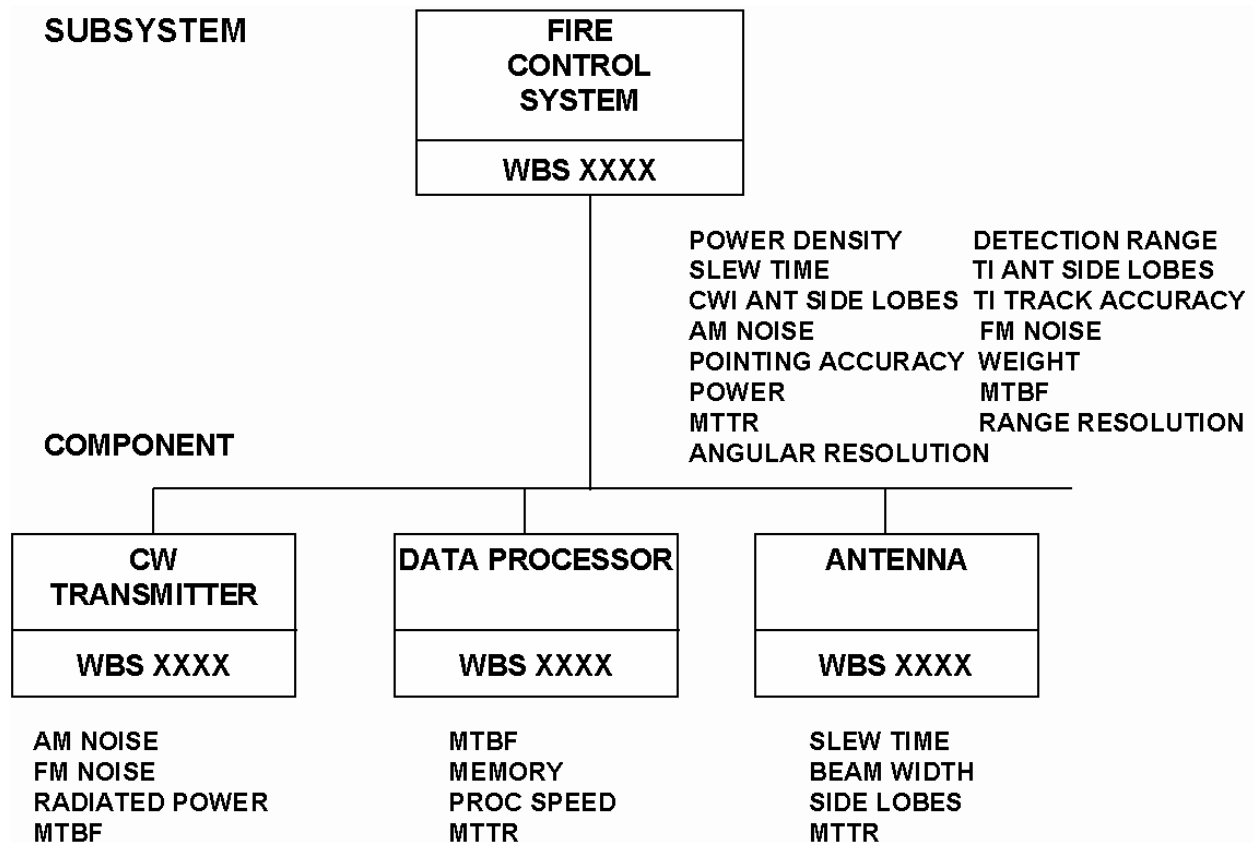 SUBSYSTEM
FIRE
CONTROL
SYSTEM
WBS XXXX
POWER DENSITY DETECTION RANGE
SLEW TIME TI ANT SIDE LOBES
CWI ANT SIDE LOBES TI TRACK ACCURACY
AM NOISE FM NOISE
POINTING ACCURACY WEIGHT
POWER MTBF
MTTR RANGE RESOLUTION
ANGULAR RESOLUTION
COMPONENT
CW
TRANSMITTER
WBS XXXX
AM NOISE
FM NOISE
RADIATED POWER
MTBF
DATA PROCESSOR
WBS XXXX
MTBF
MEMORY
PROC SPEED
MTTR
ANTENNA
WBS XXXX
SLEW TIME
BEAM WIDTH
SIDE LOBES
MTTR